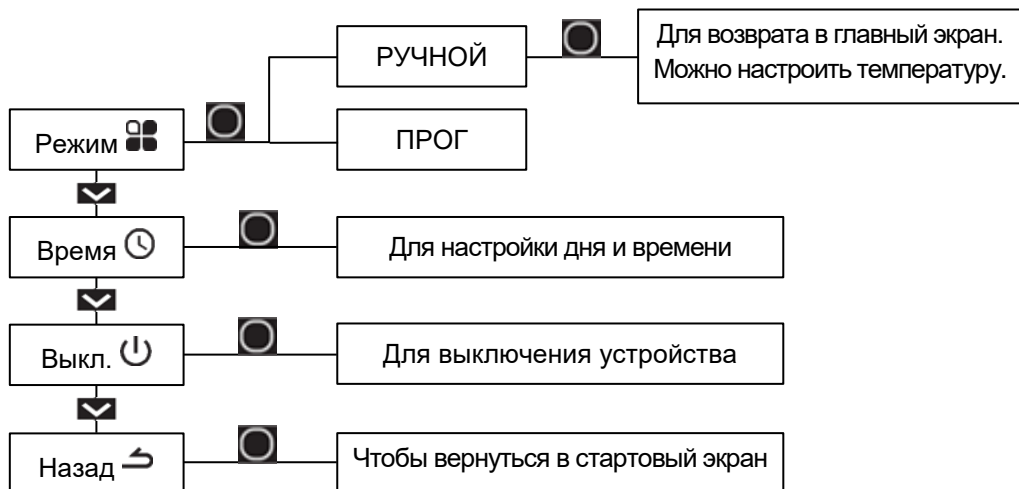 РУЧНОЙ
Для возврата в главный экран.
Можно настроить температуру.
Режим
ПРОГ
Время
Для настройки дня и времени
Выкл.
Для выключения устройства
Назад
Чтобы вернуться в стартовый экран